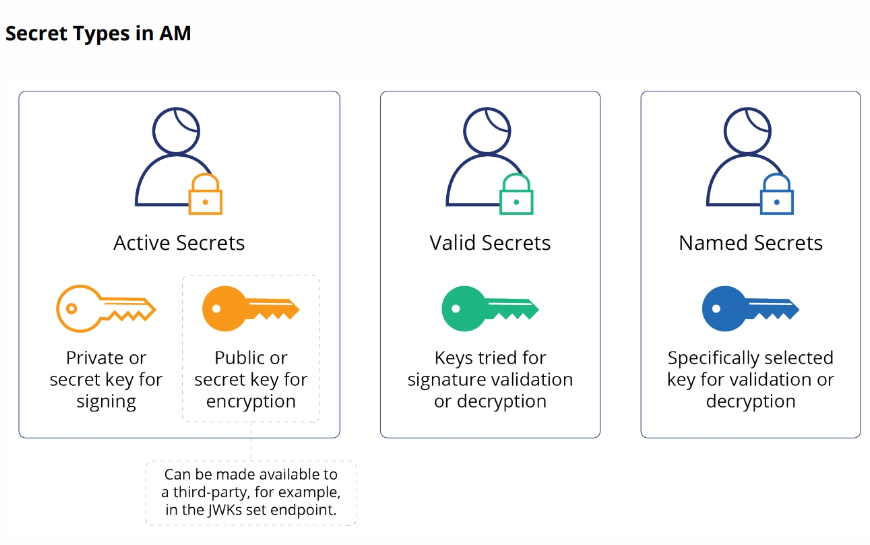 Secret Types in AM
Active Secrets
Private or
secret key for
signing
Public or
secret key for
encryption
Can be made available to
a third-party, for example,
in the JWKs set endpoint.
Valid Secrets
Keys tried for
signature validation
or decryption
Named Secrets
Specifically selected
key for validation or
decryption